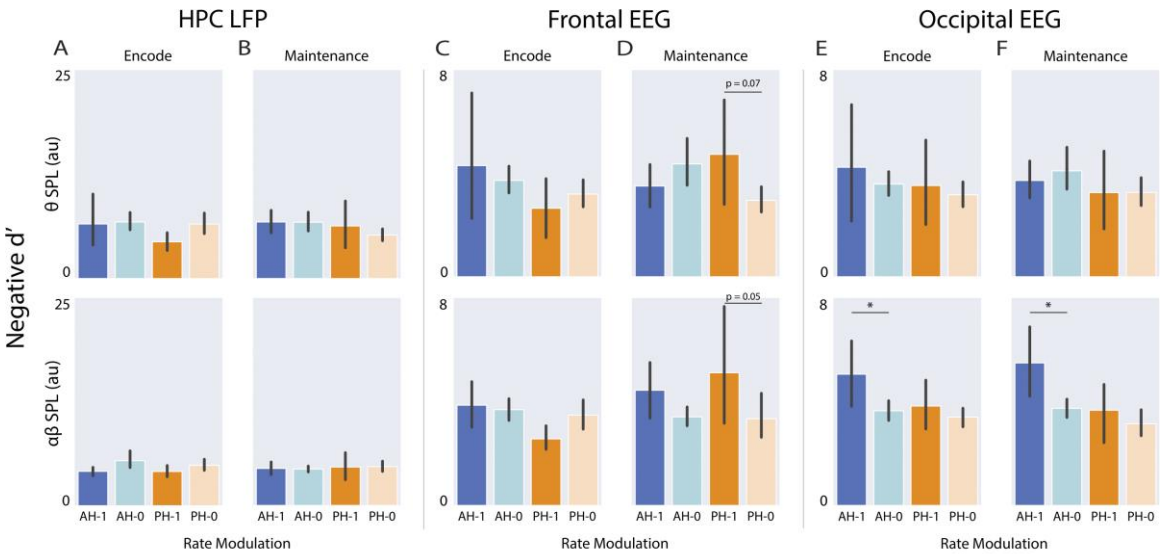 HPC LFP
Frontal EEG
Occipital EEG
A
Encode
B
Maintenance
C
Encode
D
Maintenance
E
Encode
F
Maintenance
Negative d’
θ SPL (au)
25
0
8
0
p = 0.07
8
0
αβ SPL (au)
25
0
8
0
p = 0.05
8
0
*
*
AH-1 AH-0 PH-1 PH-0
AH-1 AH-0 PH-1 PH-0
AH-1 AH-0 PH-1 PH-0
AH-1 AH-0 PH-1 PH-0
AH-1 AH-0 PH-1 PH-0
AH-1 AH-0 PH-1 PH-0
Rate Modulation
Rate Modulation
Rate Modulation